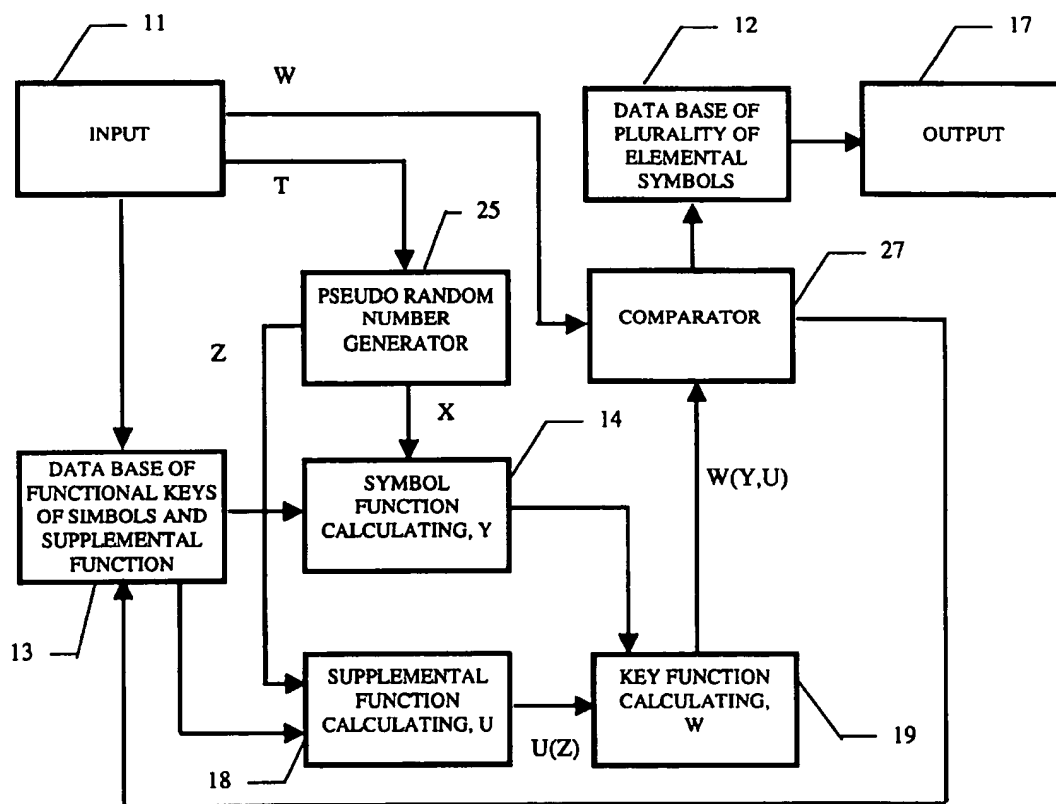 11
12
17
W
INPUT
DATA BASE OF
PLURALITY OF
ELEMENTAL
SYMBOLS
OUTPUT
T
25
27
PSEUDO RANDOM
NUMBER
GENERATOR
COMPARATOR
Z
X
14
DATA BASE OF
FUNCTIONAL KEYS
OF SIMBOLS AND
SUPPLEMENTAL
FUNCTION
SYMBOL
FUNCTION
CALCULATING, Y
W(Y,U)
13
SUPPLEMENTAL
FUNCTION
CALCULATING, U
KEY FUNCTION
CALCULATING,
W
18
U(Z)
19